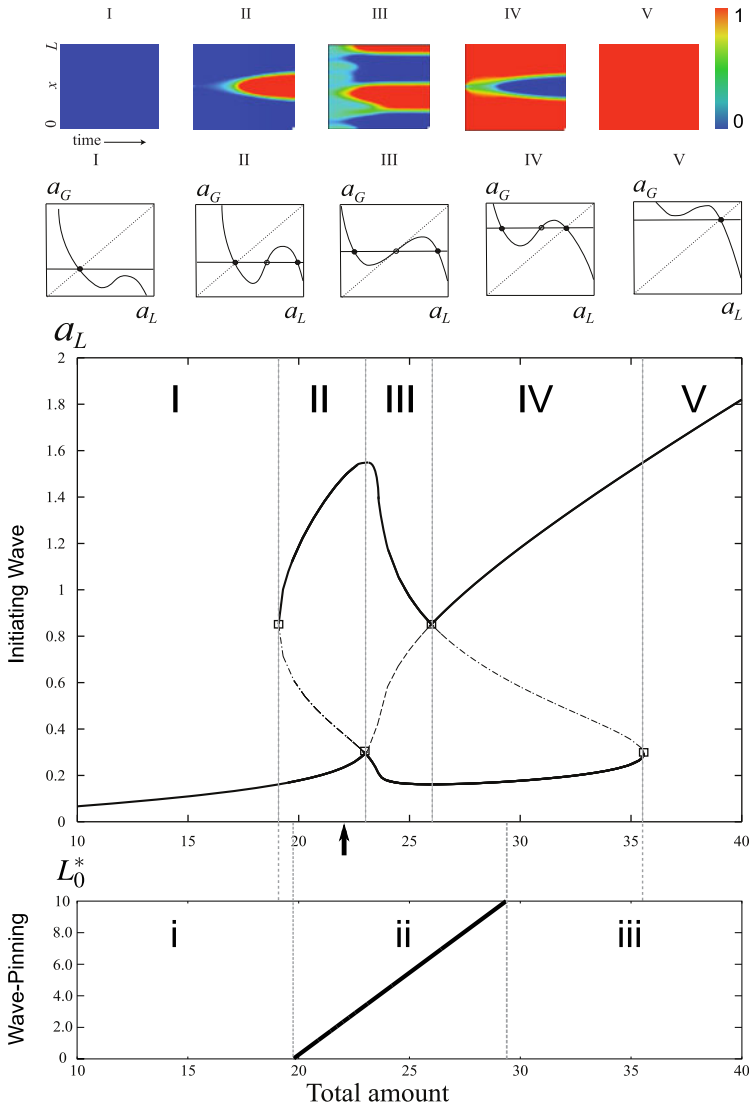 I II III IV V
L
x
0
1
0
time
I II III IV V
a_G a_G a_G a_G a_G
a_L a_L a_L a_L a_L
a_L
2
1.8
1.6
1.4
1.2
1
0.8
0.6
0.4
0.2
0
I II III IV V
Initiating Wave
10 15 20 25 30 35 40
L_0^*
10
8.0
6.0
4.0
2.0
0
i ii iii
Wave-Pinning
10 15 20 25 30 35 40
Total amount